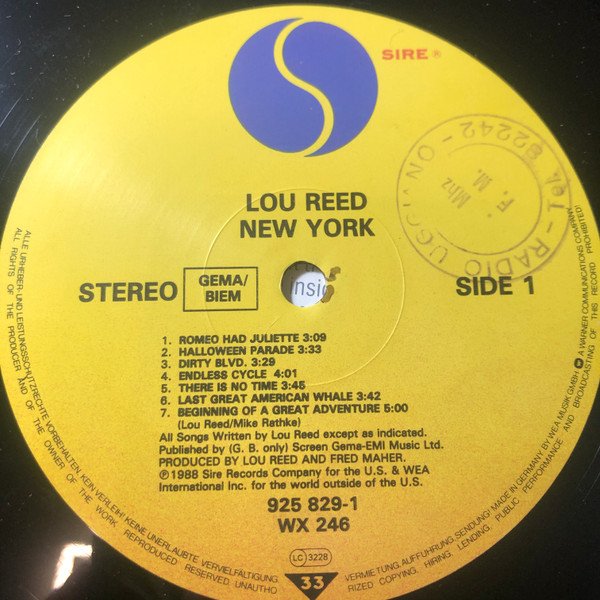 SIRE ®
LOU REED
NEW YORK
STEREO
GEMA/
BIEM
SIDE 1
1. ROMEO HAD JULIETTE 3:09
2. HALLOWEEN PARADE 3:33
3. DIRTY BLVD. 3:29
4. ENDLESS CYCLE 4:01
5. THERE IS NO TIME 3:45
6. LAST GREAT AMERICAN WHALE 3:42
7. BEGINNING OF A GREAT ADVENTURE 5:00
(Lou Reed/Mike Rathke)
All Songs Written by Lou Reed except as indicated.
Published by (G. B. only) Screen Gema-EMI Music Ltd.
PRODUCED BY LOU REED AND FRED MAHER.
℗1988 Sire Records Company for the U.S. & WEA
International Inc. for the world outside of the U.S.
925 829-1
WX 246
LC 3228
33
ALLE URHEBER- UND LEISTUNGSSCHUTZRECHTE VORBEHALTEN. KEIN VERLEIH! KEINE UNERLAUBTE VERVIELFÄLTIGUNG, VERMIETUNG, AUFFÜHRUNG, SENDUNG! MADE IN GERMANY BY WEA MUSIK GMBH A WARNER COMMUNICATIONS COMPANY
ALL RIGHTS OF THE PRODUCER AND OF THE OWNER OF THE WORK REPRODUCED RESERVED. UNAUTHORIZED COPYING, HIRING, LENDING, PUBLIC PERFORMANCE AND BROADCASTING OF THIS RECORD PROHIBITED!
RADIO
Tel 82242
F. M.
Mhz
insi